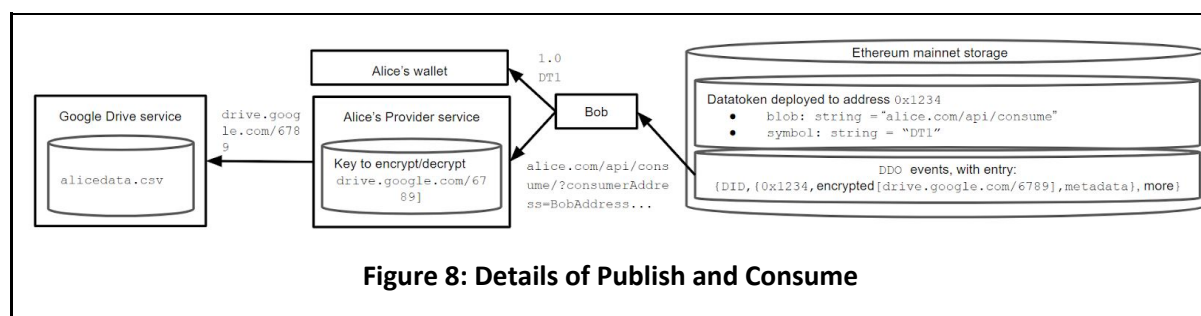 Google Drive service
alicedata.csv
drive.goog
le.com/678
9
Alice's wallet
Alice's Provider service
Key to encrypt/decrypt
drive.google.com/67
89]
1.0
DT1
Bob
alice.com/api/cons
ume/?consumerAddre
ss=BobAddress...
Ethereum mainnet storage
Datatoken deployed to address 0x1234
● blob: string = "alice.com/api/consume"
● symbol: string = "DT1"
DDO events, with entry:
{DID,{0x1234,encrypted[drive.google.com/6789],metadata},more}
Figure 8: Details of Publish and Consume